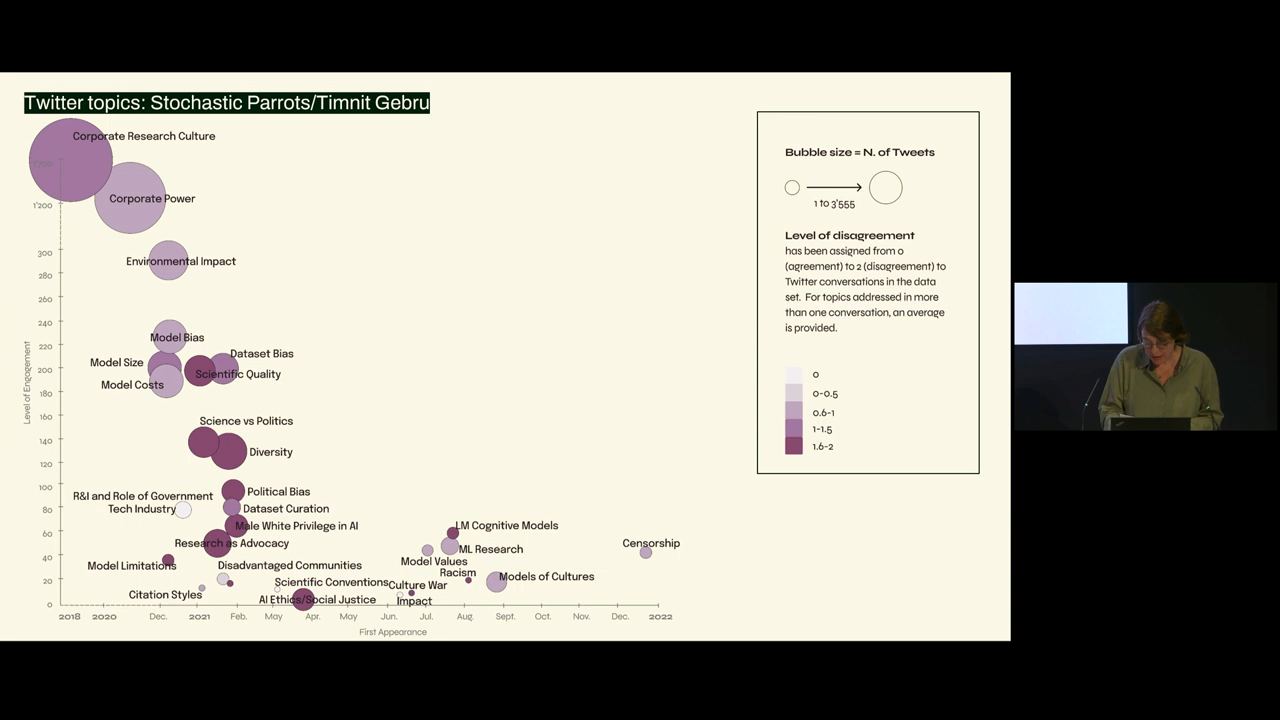 Twitter topics: Stochastic Parrots/Timnit Gebru
Corporate Research Culture
Corporate Power
1'200
Environmental Impact
300
280
260
240
220
200
180
160
140
120
100
80
60
40
20
0
Level of Engagement
Model Bias
Model Size
Dataset Bias
Scientific Quality
Model Costs
Science vs Politics
Diversity
Political Bias
R&I and Role of Government
Tech Industry
Dataset Curation
Male White Privilege in AI
Research as Advocacy
Model Limitations
Disadvantaged Communities
Citation Styles
Scientific Conventions
AI Ethics/Social Justice
Culture War
Impact
LM Cognitive Models
ML Research
Model Values
Racism
Models of Cultures
Censorship
2018 2020 Dec. 2021 Feb. May Apr. May Jun. Jul. Aug. Sept. Oct. Nov. Dec. 2022
First Appearance
Bubble size = N. of Tweets
1 to 3'555
Level of disagreement
has been assigned from 0
(agreement) to 2 (disagreement) to
Twitter conversations in the data
set. For topics addressed in more
than one conversation, an average
is provided.
0
0-0.5
0.6-1
1-1.5
1.6-2